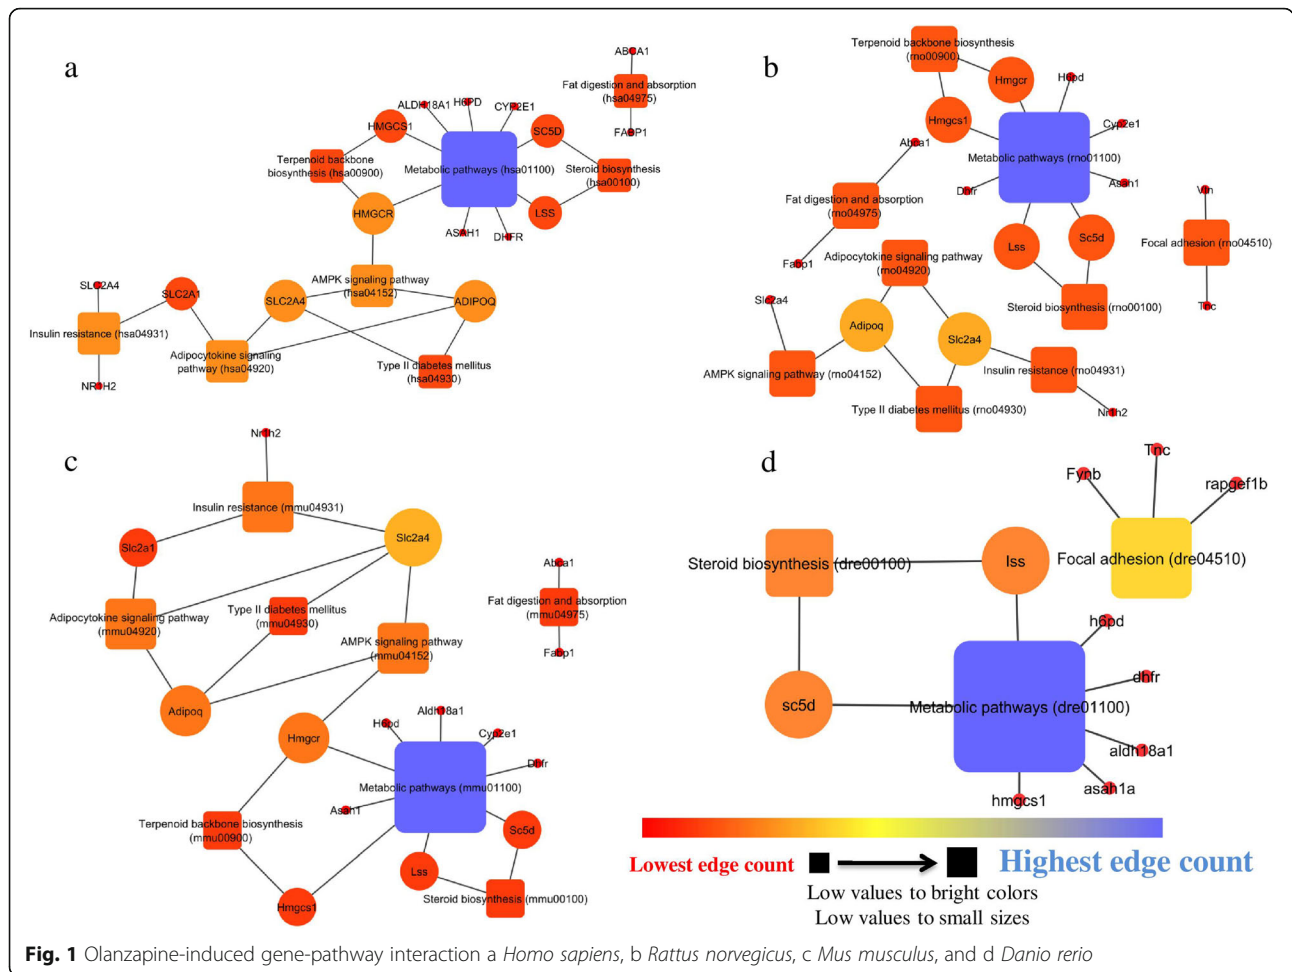 a
ABCA1
Fat digestion and absorption
(hsa04975)
FABP1
ALDH18A1
H6PD
CYP2E1
HMGCS1
SC5D
Terpenoid backbone
biosynthesis (hsa00900)
Metabolic pathways (hsa01100)
Steroid biosynthesis
(hsa00100)
HMGCR
LSS
ASAH1
DHFR
AMPK signaling pathway
(hsa04152)
SLC2A4
SLC2A1
SLC2A4
ADIPOQ
Insulin resistance (hsa04931)
Adipocytokine signaling
pathway (hsa04920)
Type II diabetes mellitus
(hsa04930)
NR1H2
b
Terpenoid backbone biosynthesis
(rno00900)
Hmgcr
H6pd
Hmgcs1
Cyp2e1
Abca1
Metabolic pathways (rno01100)
Dhfr
Asah1
Fat digestion and absorption
(rno04975)
Vtn
Lss
Sc5d
Focal adhesion (rno04510)
Fabp1
Adipocytokine signaling pathway
(rno04920)
Slc2a4
Steroid biosynthesis (rno00100)
Tnc
Adipoq
Slc2a4
AMPK signaling pathway (rno04152)
Insulin resistance (rno04931)
Type II diabetes mellitus (rno04930)
Nr1h2
c
Nr1h2
Insulin resistance (mmu04931)
Slc2a1
Slc2a4
Abca1
Adipocytokine signaling pathway
(mmu04920)
Type II diabetes mellitus
(mmu04930)
Fat digestion and absorption
(mmu04975)
AMPK signaling pathway
(mmu04152)
Fabp1
Adipoq
Hmgcr
H6pd
Aldh18a1
Cyp2e1
Dhfr
Metabolic pathways (mmu01100)
Asah1
Terpenoid backbone biosynthesis
(mmu00900)
Sc5d
Lss
Steroid biosynthesis (mmu00100)
Hmgcs1
d
Tnc
Fynb
rapgef1b
Steroid biosynthesis (dre00100)
lss
Focal adhesion (dre04510)
h6pd
dhfr
sc5d
Metabolic pathways (dre01100)
aldh18a1
asah1a
hmgcs1
Lowest edge count
Highest edge count
Low values to bright colors
Low values to small sizes
Fig. 1 Olanzapine-induced gene-pathway interaction a Homo sapiens, b Rattus norvegicus, c Mus musculus, and d Danio rerio